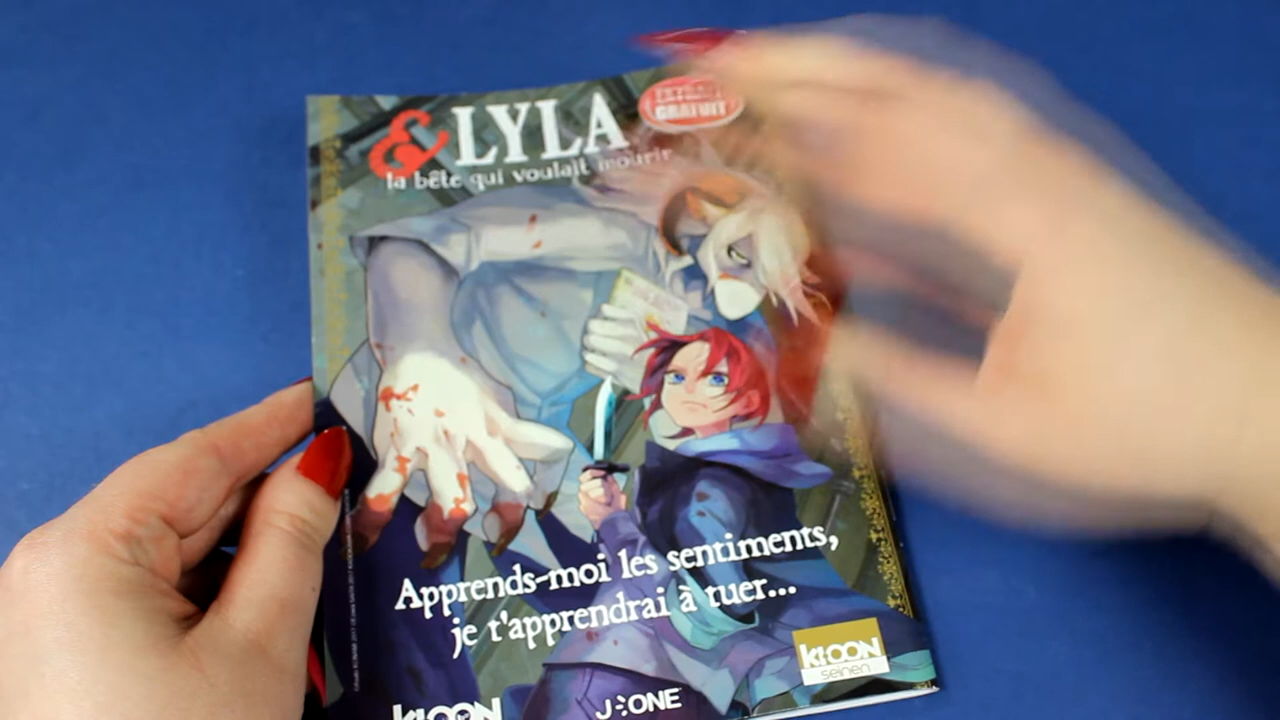 & LYLA
la bête qui voulait mourir
EXTRAIT
GRATUIT
Apprends-moi les sentiments,
je t'apprendrai à tuer...
KI-OON
seinen
KI-OON
J-ONE